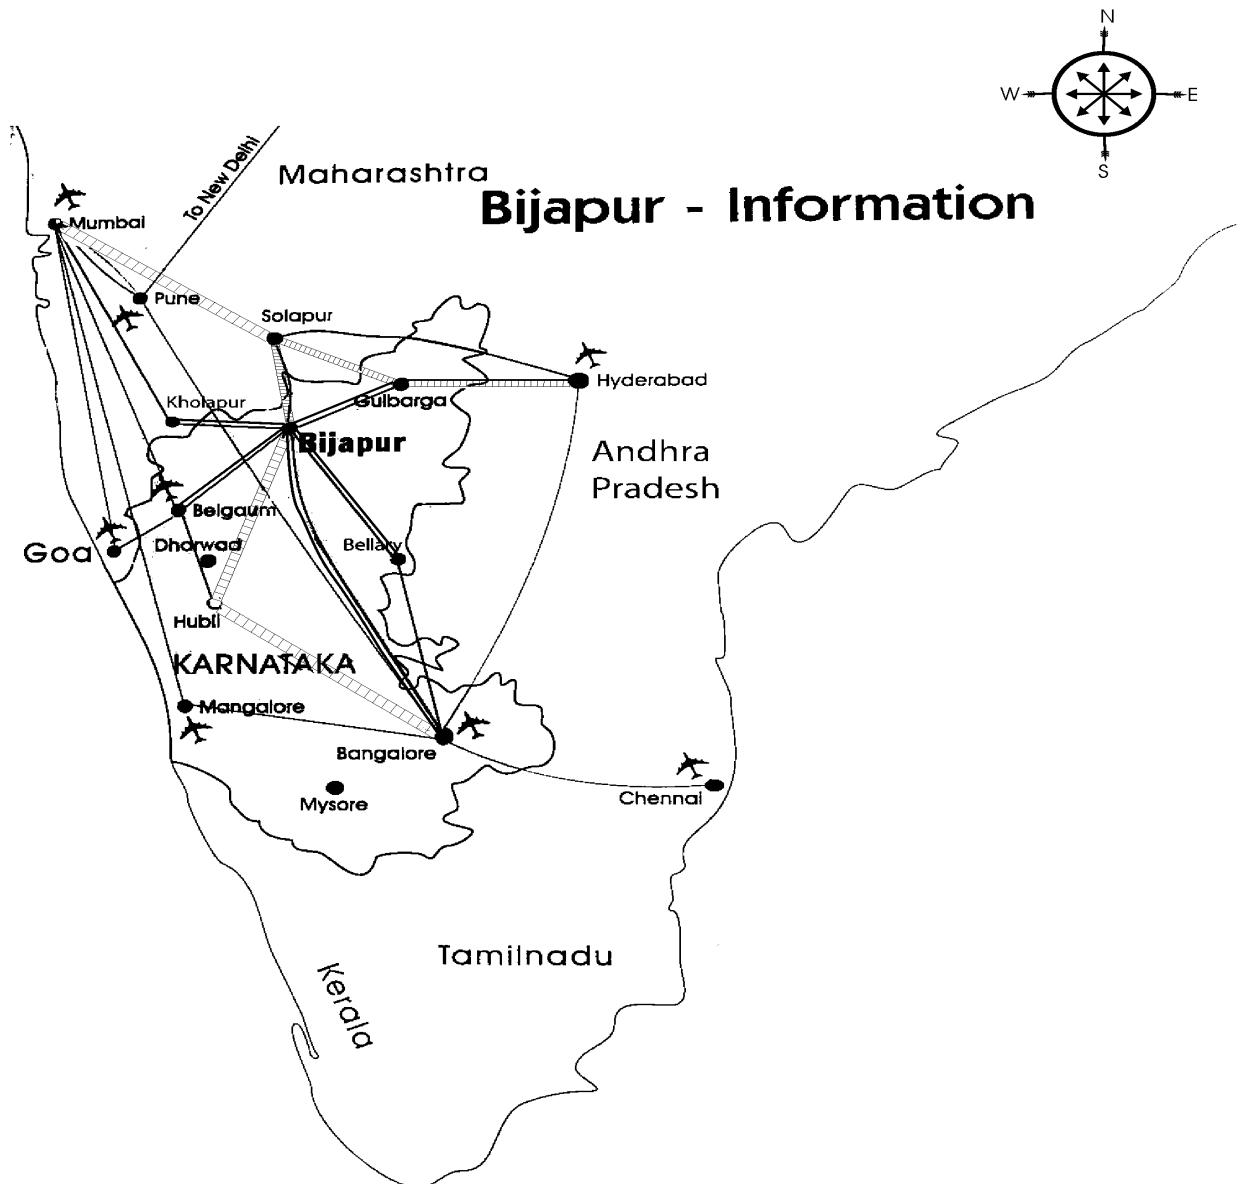 N
W
E
S
To New Delhi
Maharashtra
Bijapur - Information
Mumbai
Pune
Solapur
Hyderabad
Kholapur
Gulbarga
Bijapur
Andhra
Pradesh
Belgaum
Goa
Dharwad
Bellary
Hubli
KARNATAKA
Mangalore
Bangalore
Mysore
Chennai
Tamilnadu
Kerala